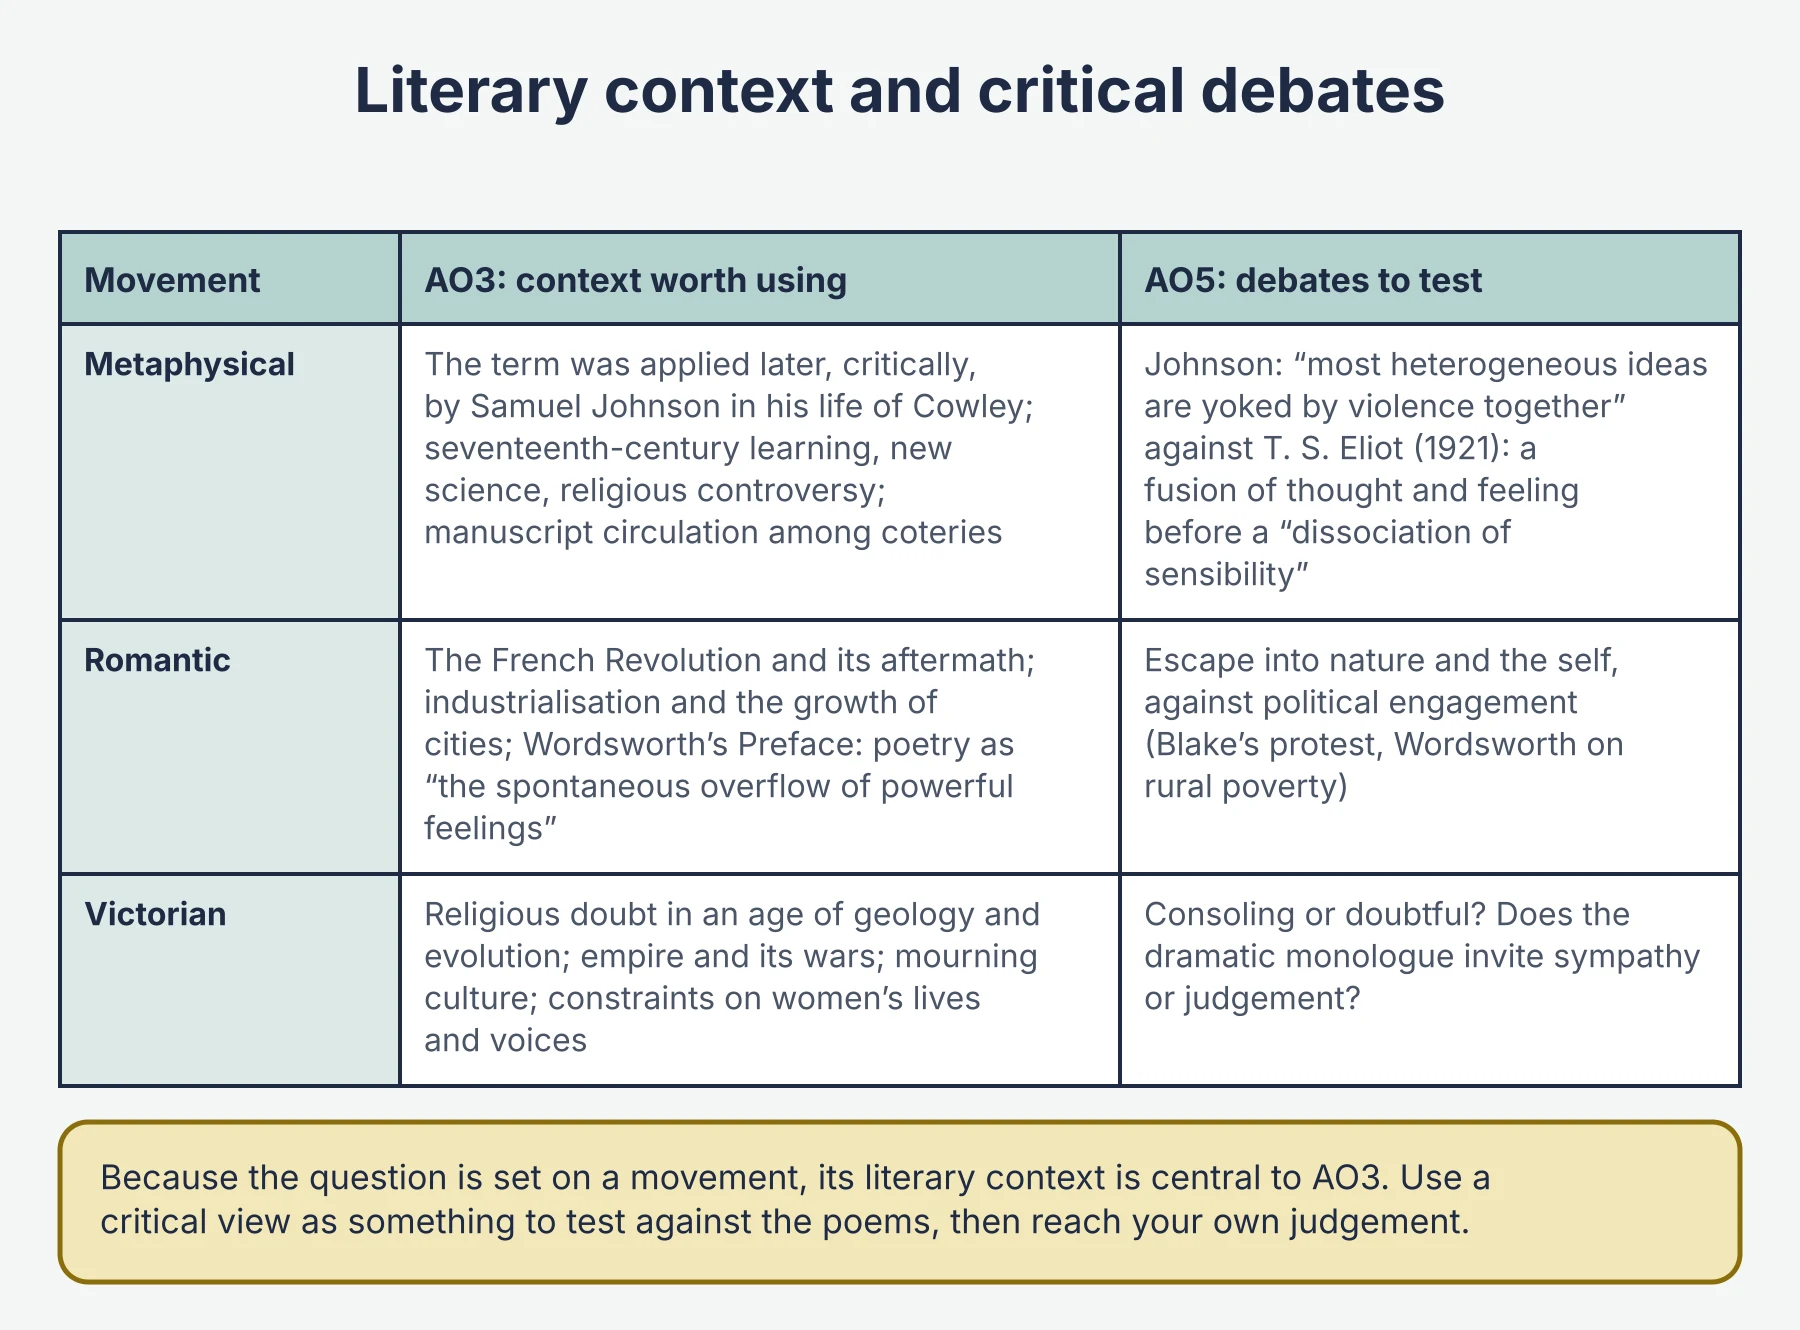 Literary context and critical debates
Movement
AO3: context worth using
AO5: debates to test
Metaphysical
The term was applied later, critically,
by Samuel Johnson in his life of Cowley;
seventeenth-century learning, new
science, religious controversy;
manuscript circulation among coteries
Johnson: “most heterogeneous ideas
are yoked by violence together”
against T. S. Eliot (1921): a
fusion of thought and feeling
before a “dissociation of
sensibility”
Romantic
The French Revolution and its aftermath;
industrialisation and the growth of
cities; Wordsworth’s Preface: poetry as
“the spontaneous overflow of powerful
feelings”
Escape into nature and the self,
against political engagement
(Blake’s protest, Wordsworth on
rural poverty)
Victorian
Religious doubt in an age of geology and
evolution; empire and its wars; mourning
culture; constraints on women’s lives
and voices
Consoling or doubtful? Does the
dramatic monologue invite sympathy
or judgement?
Because the question is set on a movement, its literary context is central to AO3. Use a
critical view as something to test against the poems, then reach your own judgement.